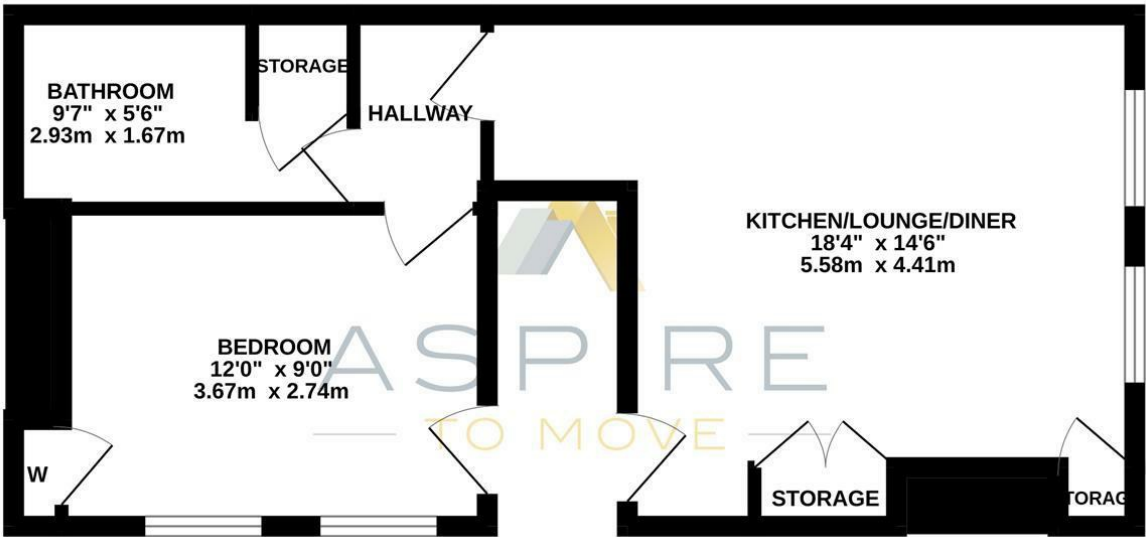 BATHROOM
9'7" x 5'6"
2.93m x 1.67m
STORAGE
HALLWAY
KITCHEN/LOUNGE/DINER
18'4" x 14'6"
5.58m x 4.41m
BEDROOM
12'0" x 9'0"
3.67m x 2.74m
ASPIRE
TO MOVE
W
STORAGE
TORAG